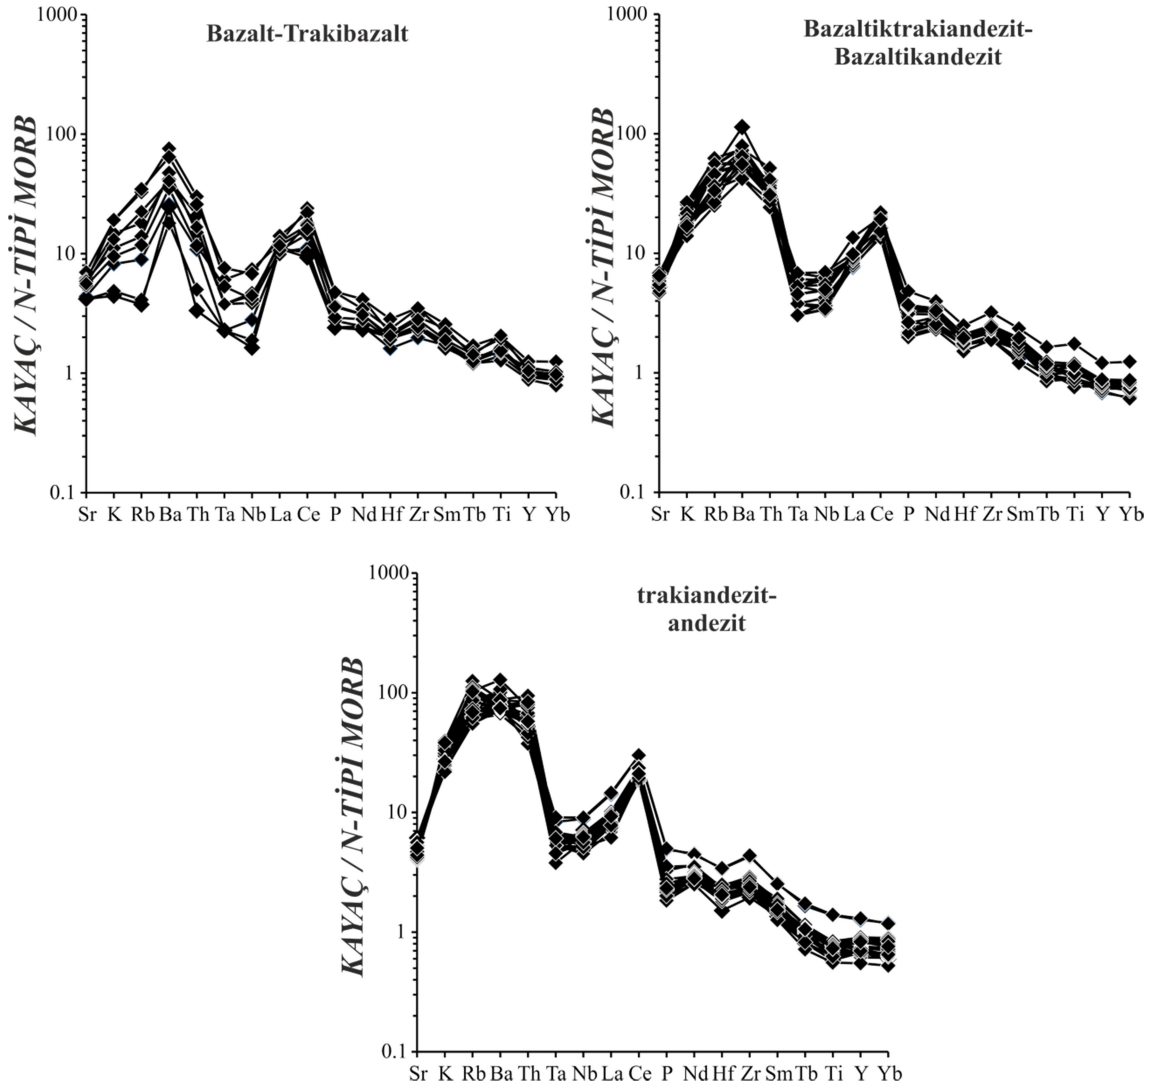 Bazalt-Trakibazalt
KAYAÇ / N-TİPİ MORB
1000
100
10
1
0.1
Sr K Rb Ba Th Ta Nb La Ce P Nd Hf Zr Sm Tb Ti Y Yb
Bazaltiktrakiandezit-
Bazaltikandezit
KAYAÇ / N-TİPİ MORB
1000
100
10
1
0.1
Sr K Rb Ba Th Ta Nb La Ce P Nd Hf Zr Sm Tb Ti Y Yb
trakiandezit-
andezit
KAYAÇ / N-TİPİ MORB
1000
100
10
1
0.1
Sr K Rb Ba Th Ta Nb La Ce P Nd Hf Zr Sm Tb Ti Y Yb